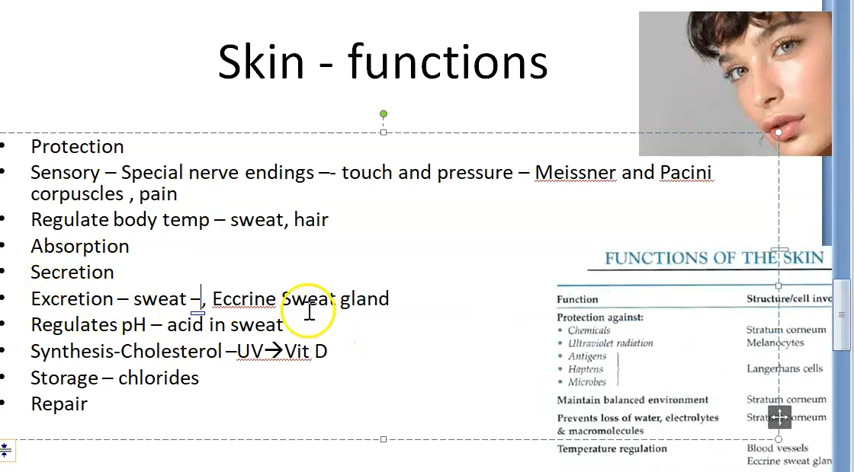 Skin - functions
• Protection
• Sensory – Special nerve endings –- touch and pressure – Meissner and Pacini
corpuscles , pain
• Regulate body temp – sweat, hair
• Absorption
• Secretion
• Excretion – sweat –, Eccrine Sweat gland
• Regulates pH – acid in sweat
• Synthesis-Cholesterol –UV→Vit D
• Storage – chlorides
• Repair
FUNCTIONS OF THE SKIN
Function Structure/cell invo
Protection against:
• Chemicals Stratum corneum
• Ultraviolet radiation Melanocytes
• Antigens
• Haptens Langerhans cells
• Microbes
Maintain balanced environment Stratum corneum
Prevents loss of water, electrolytes
& macromolecules corneum
Temperature regulation Blood vessels
Eccrine sweat glan